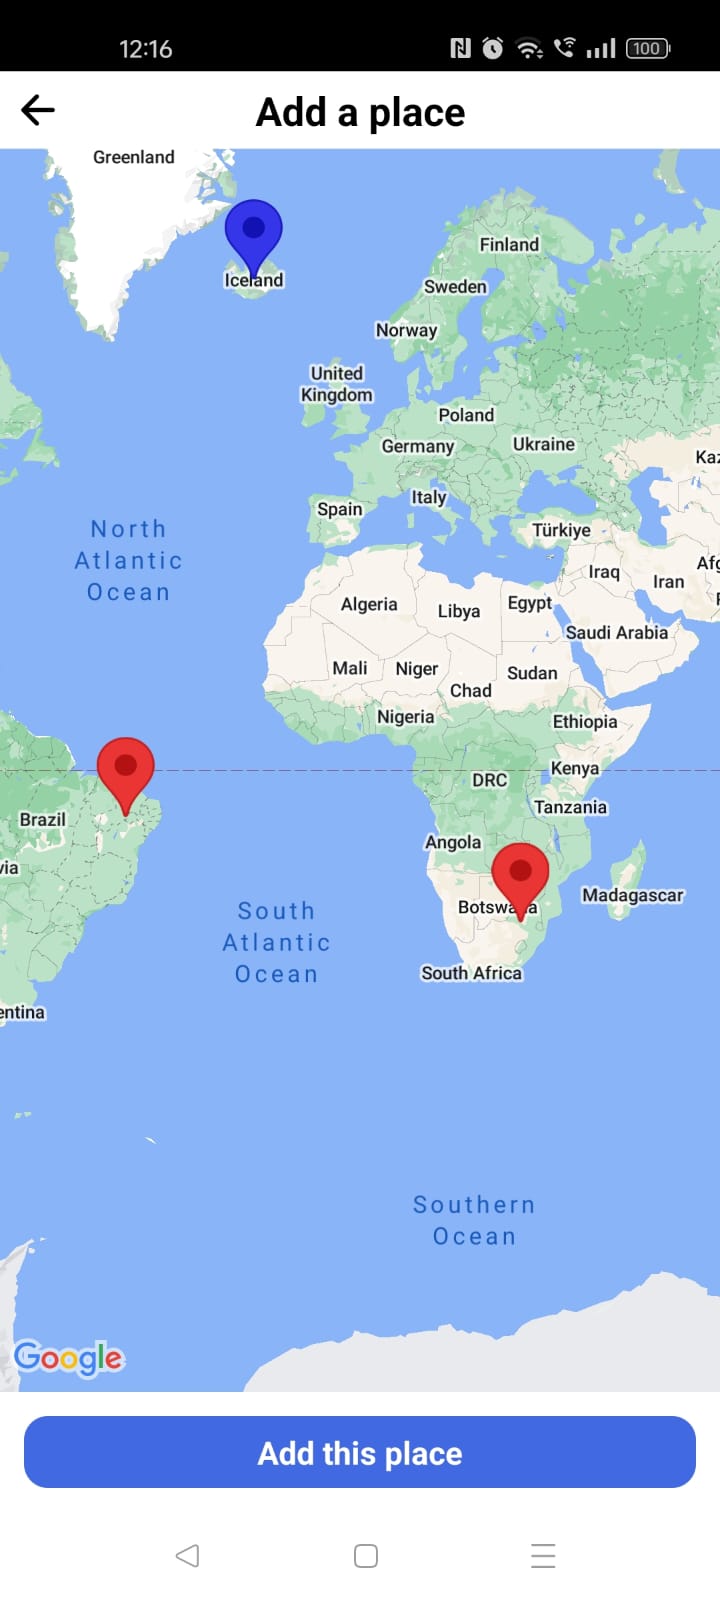 12:16
100
Add a place
Greenland
Iceland
Finland
Sweden
Norway
United
Kingdom
Poland
Germany
Ukraine
Kaz
Spain
Italy
Türkiye
North
Atlantic
Ocean
Iraq
Iran
Afg
Algeria
Libya
Egypt
Saudi Arabia
Mali
Niger
Chad
Sudan
Nigeria
Ethiopia
DRC
Kenya
Tanzania
Brazil
via
Angola
Madagascar
South
Atlantic
Ocean
South Africa
entina
Southern
Ocean
Google
Add this place